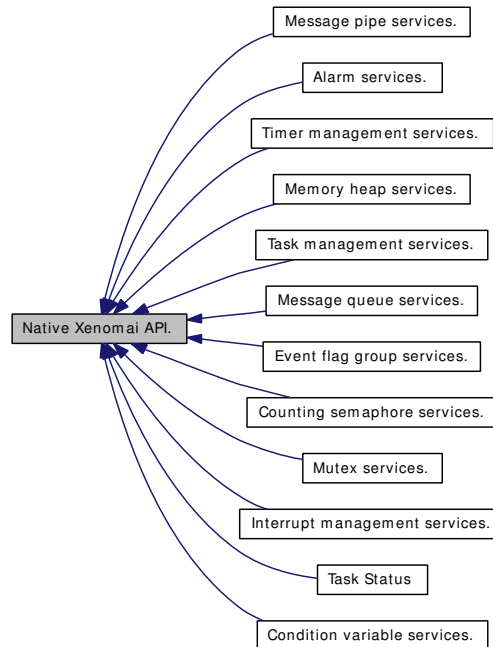 Message pipe services.
Alarm services.
Timer management services.
Memory heap services.
Task management services.
Message queue services.
Native Xenomai API.
Event flag group services.
Counting semaphore services.
Mutex services.
Interrupt management services.
Task Status
Condition variable services.